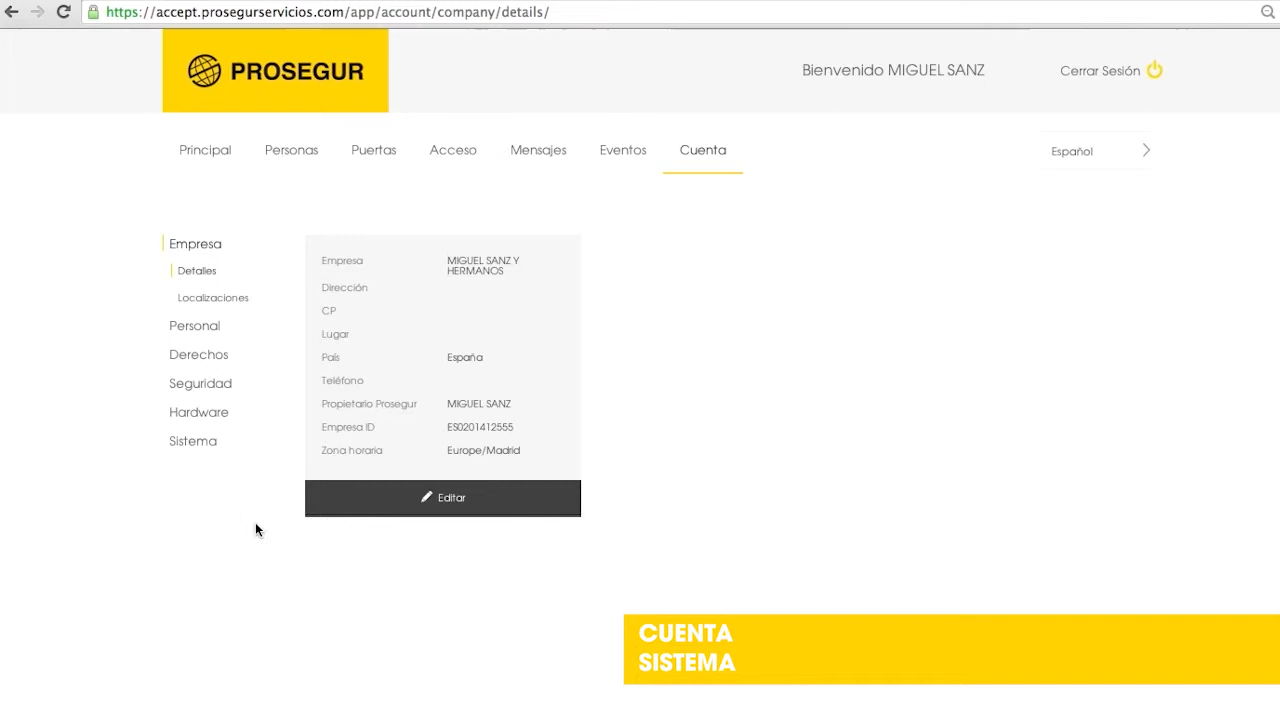 https://accept.prosegurservicios.com/app/account/company/details/
PROSEGUR
Bienvenido MIGUEL SANZ
Cerrar Sesión
Principal Personas Puertas Acceso Mensajes Eventos Cuenta
Español
Empresa
Detalles
Localizaciones
Personal
Derechos
Seguridad
Hardware
Sistema
Empresa MIGUEL SANZ Y
HERMANOS
Dirección
CP
Lugar
País España
Teléfono
Propietario Prosegur MIGUEL SANZ
Empresa ID ES0201412555
Zona horaria Europe/Madrid
Editar
CUENTA
SISTEMA